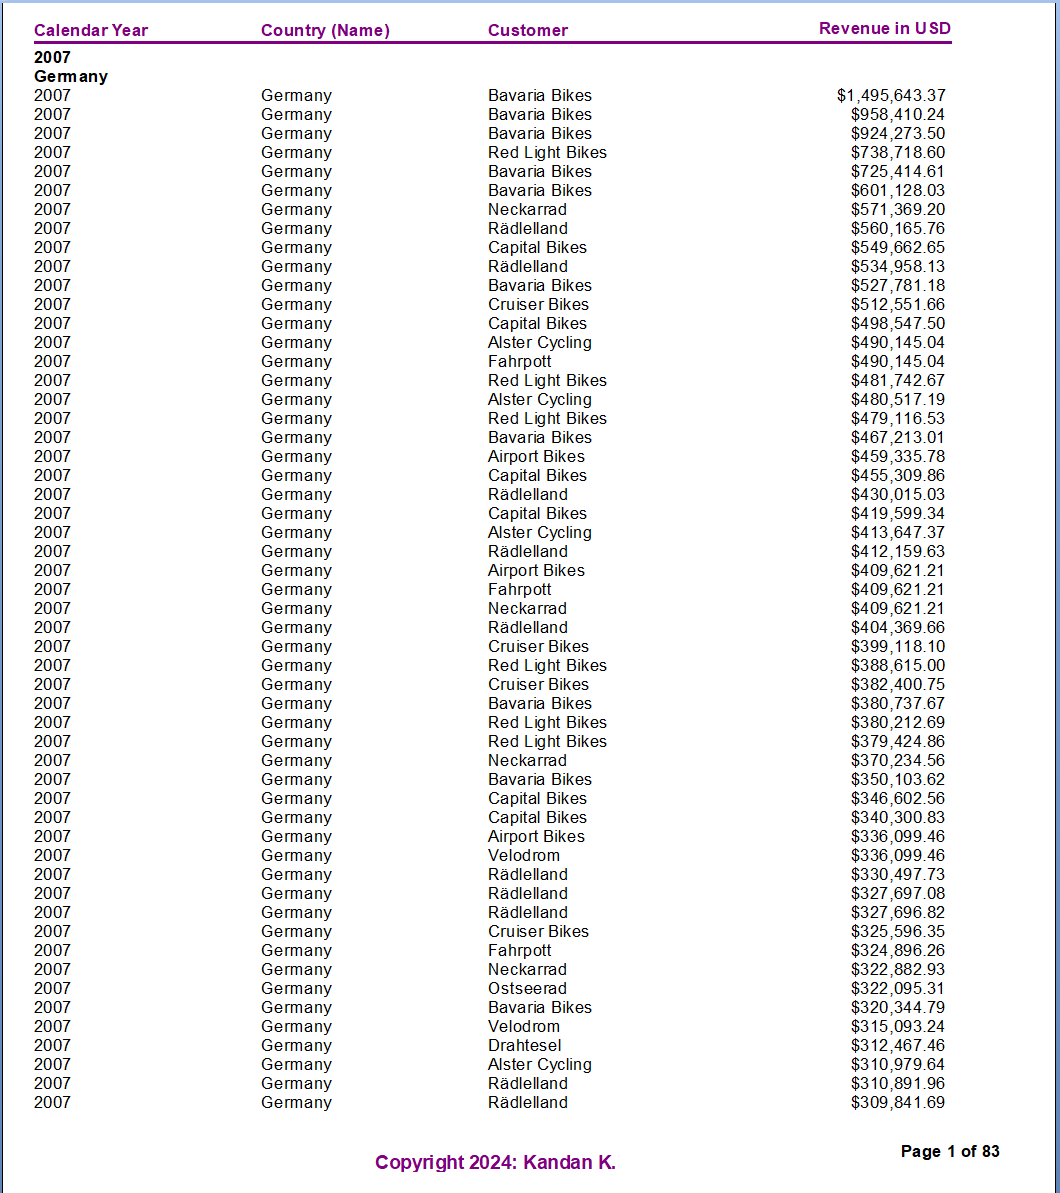 Calendar Year Country (Name) Customer Revenue in USD
2007
Germany
2007 Germany Bavaria Bikes $1,495,643.37
2007 Germany Bavaria Bikes $958,410.24
2007 Germany Bavaria Bikes $924,273.50
2007 Germany Red Light Bikes $738,718.60
2007 Germany Bavaria Bikes $725,414.61
2007 Germany Bavaria Bikes $601,128.03
2007 Germany Neckarrad $571,369.20
2007 Germany Rädlelland $560,165.76
2007 Germany Capital Bikes $549,662.65
2007 Germany Rädlelland $534,958.13
2007 Germany Bavaria Bikes $527,781.18
2007 Germany Cruiser Bikes $512,551.66
2007 Germany Capital Bikes $498,547.50
2007 Germany Alster Cycling $490,145.04
2007 Germany Fahrpott $490,145.04
2007 Germany Red Light Bikes $481,742.67
2007 Germany Alster Cycling $480,517.19
2007 Germany Red Light Bikes $479,116.53
2007 Germany Bavaria Bikes $467,213.01
2007 Germany Airport Bikes $459,335.78
2007 Germany Capital Bikes $455,309.86
2007 Germany Rädlelland $430,015.03
2007 Germany Capital Bikes $419,599.34
2007 Germany Alster Cycling $413,647.37
2007 Germany Rädlelland $412,159.63
2007 Germany Airport Bikes $409,621.21
2007 Germany Fahrpott $409,621.21
2007 Germany Neckarrad $409,621.21
2007 Germany Rädlelland $404,369.66
2007 Germany Cruiser Bikes $399,118.10
2007 Germany Red Light Bikes $388,615.00
2007 Germany Cruiser Bikes $382,400.75
2007 Germany Bavaria Bikes $380,737.67
2007 Germany Red Light Bikes $380,212.69
2007 Germany Red Light Bikes $379,424.86
2007 Germany Neckarrad $370,234.56
2007 Germany Bavaria Bikes $350,103.62
2007 Germany Capital Bikes $346,602.56
2007 Germany Capital Bikes $340,300.83
2007 Germany Airport Bikes $336,099.46
2007 Germany Velodrom $336,099.46
2007 Germany Rädlelland $330,497.73
2007 Germany Rädlelland $327,697.08
2007 Germany Rädlelland $327,696.82
2007 Germany Cruiser Bikes $325,596.35
2007 Germany Fahrpott $324,896.26
2007 Germany Neckarrad $322,882.93
2007 Germany Ostseerad $322,095.31
2007 Germany Bavaria Bikes $320,344.79
2007 Germany Velodrom $315,093.24
2007 Germany Drahtesel $312,467.46
2007 Germany Alster Cycling $310,979.64
2007 Germany Rädlelland $310,891.96
2007 Germany Rädlelland $309,841.69
Page 1 of 83
Copyright 2024: Kandan K.